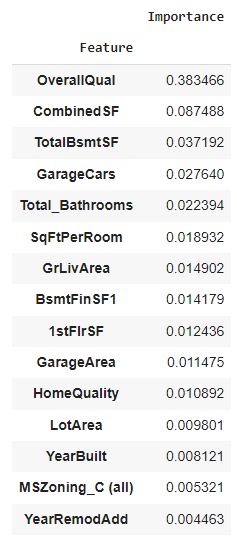 Importance
Feature
OverallQual 0.383466
CombinedSF 0.087488
TotalBsmtSF 0.037192
GarageCars 0.027640
Total_Bathrooms 0.022394
SqFtPerRoom 0.018932
GrLivArea 0.014902
BsmtFinSF1 0.014179
1stFlrSF 0.012436
GarageArea 0.011475
HomeQuality 0.010892
LotArea 0.009801
YearBuilt 0.008121
MSZoning_C (all) 0.005321
YearRemodAdd 0.004463